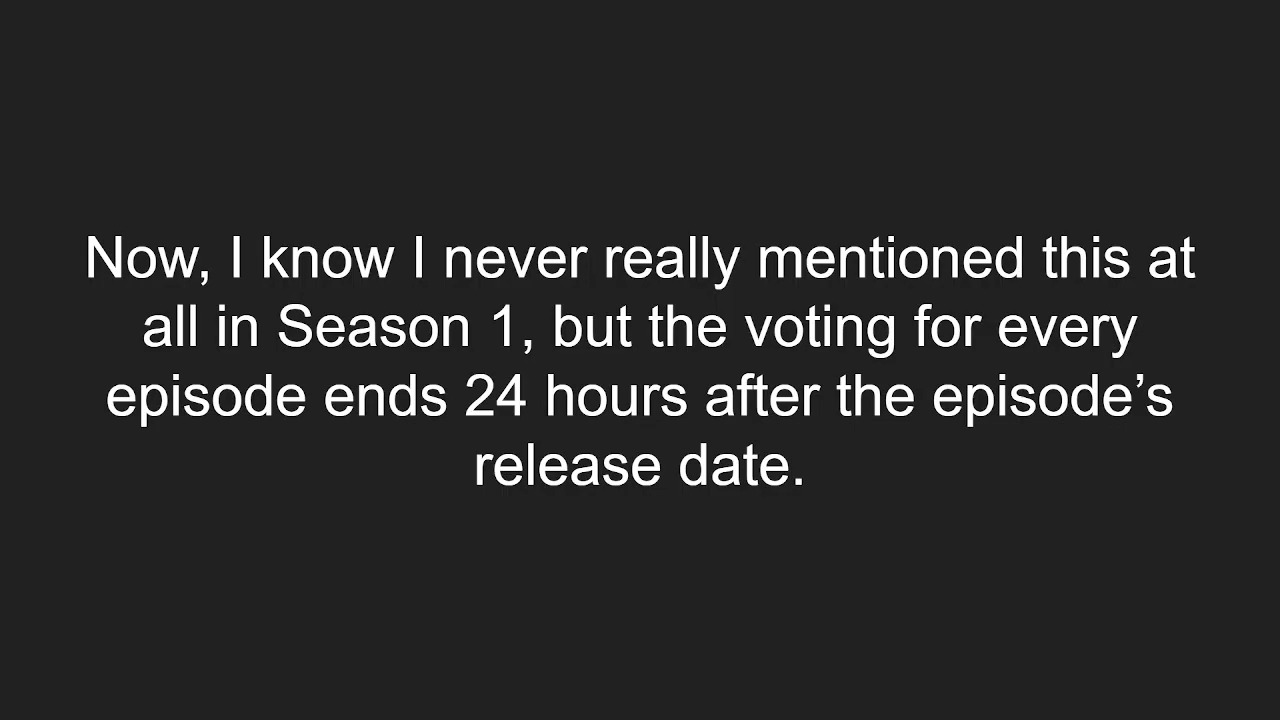 Now, I know I never really mentioned this at
all in Season 1, but the voting for every
episode ends 24 hours after the episode’s
release date.